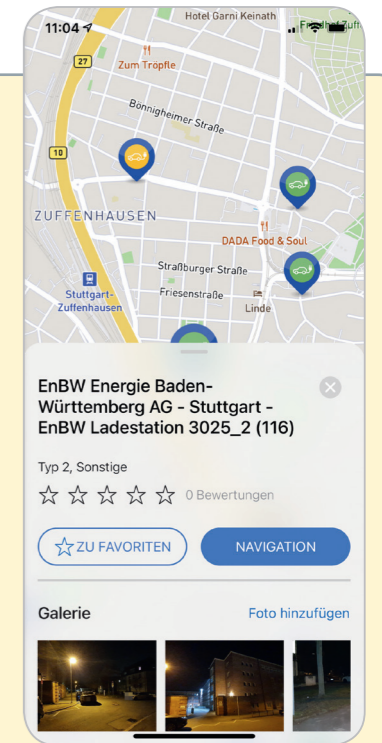 11:04
Hotel Garni Keinath
27
Zum Tröpfle
Bönnigheimer Straße
10
ZUFFENHAUSEN
DADA Food & Soul
Straßburger Straße
Stuttgart-
Zuffenhausen
Friesenstraße
Linde
EnBW Energie Baden-
Württemberg AG - Stuttgart -
EnBW Ladestation 3025_2 (116)
Typ 2, Sonstige
0 Bewertungen
ZU FAVORITEN
NAVIGATION
Galerie
Foto hinzufügen